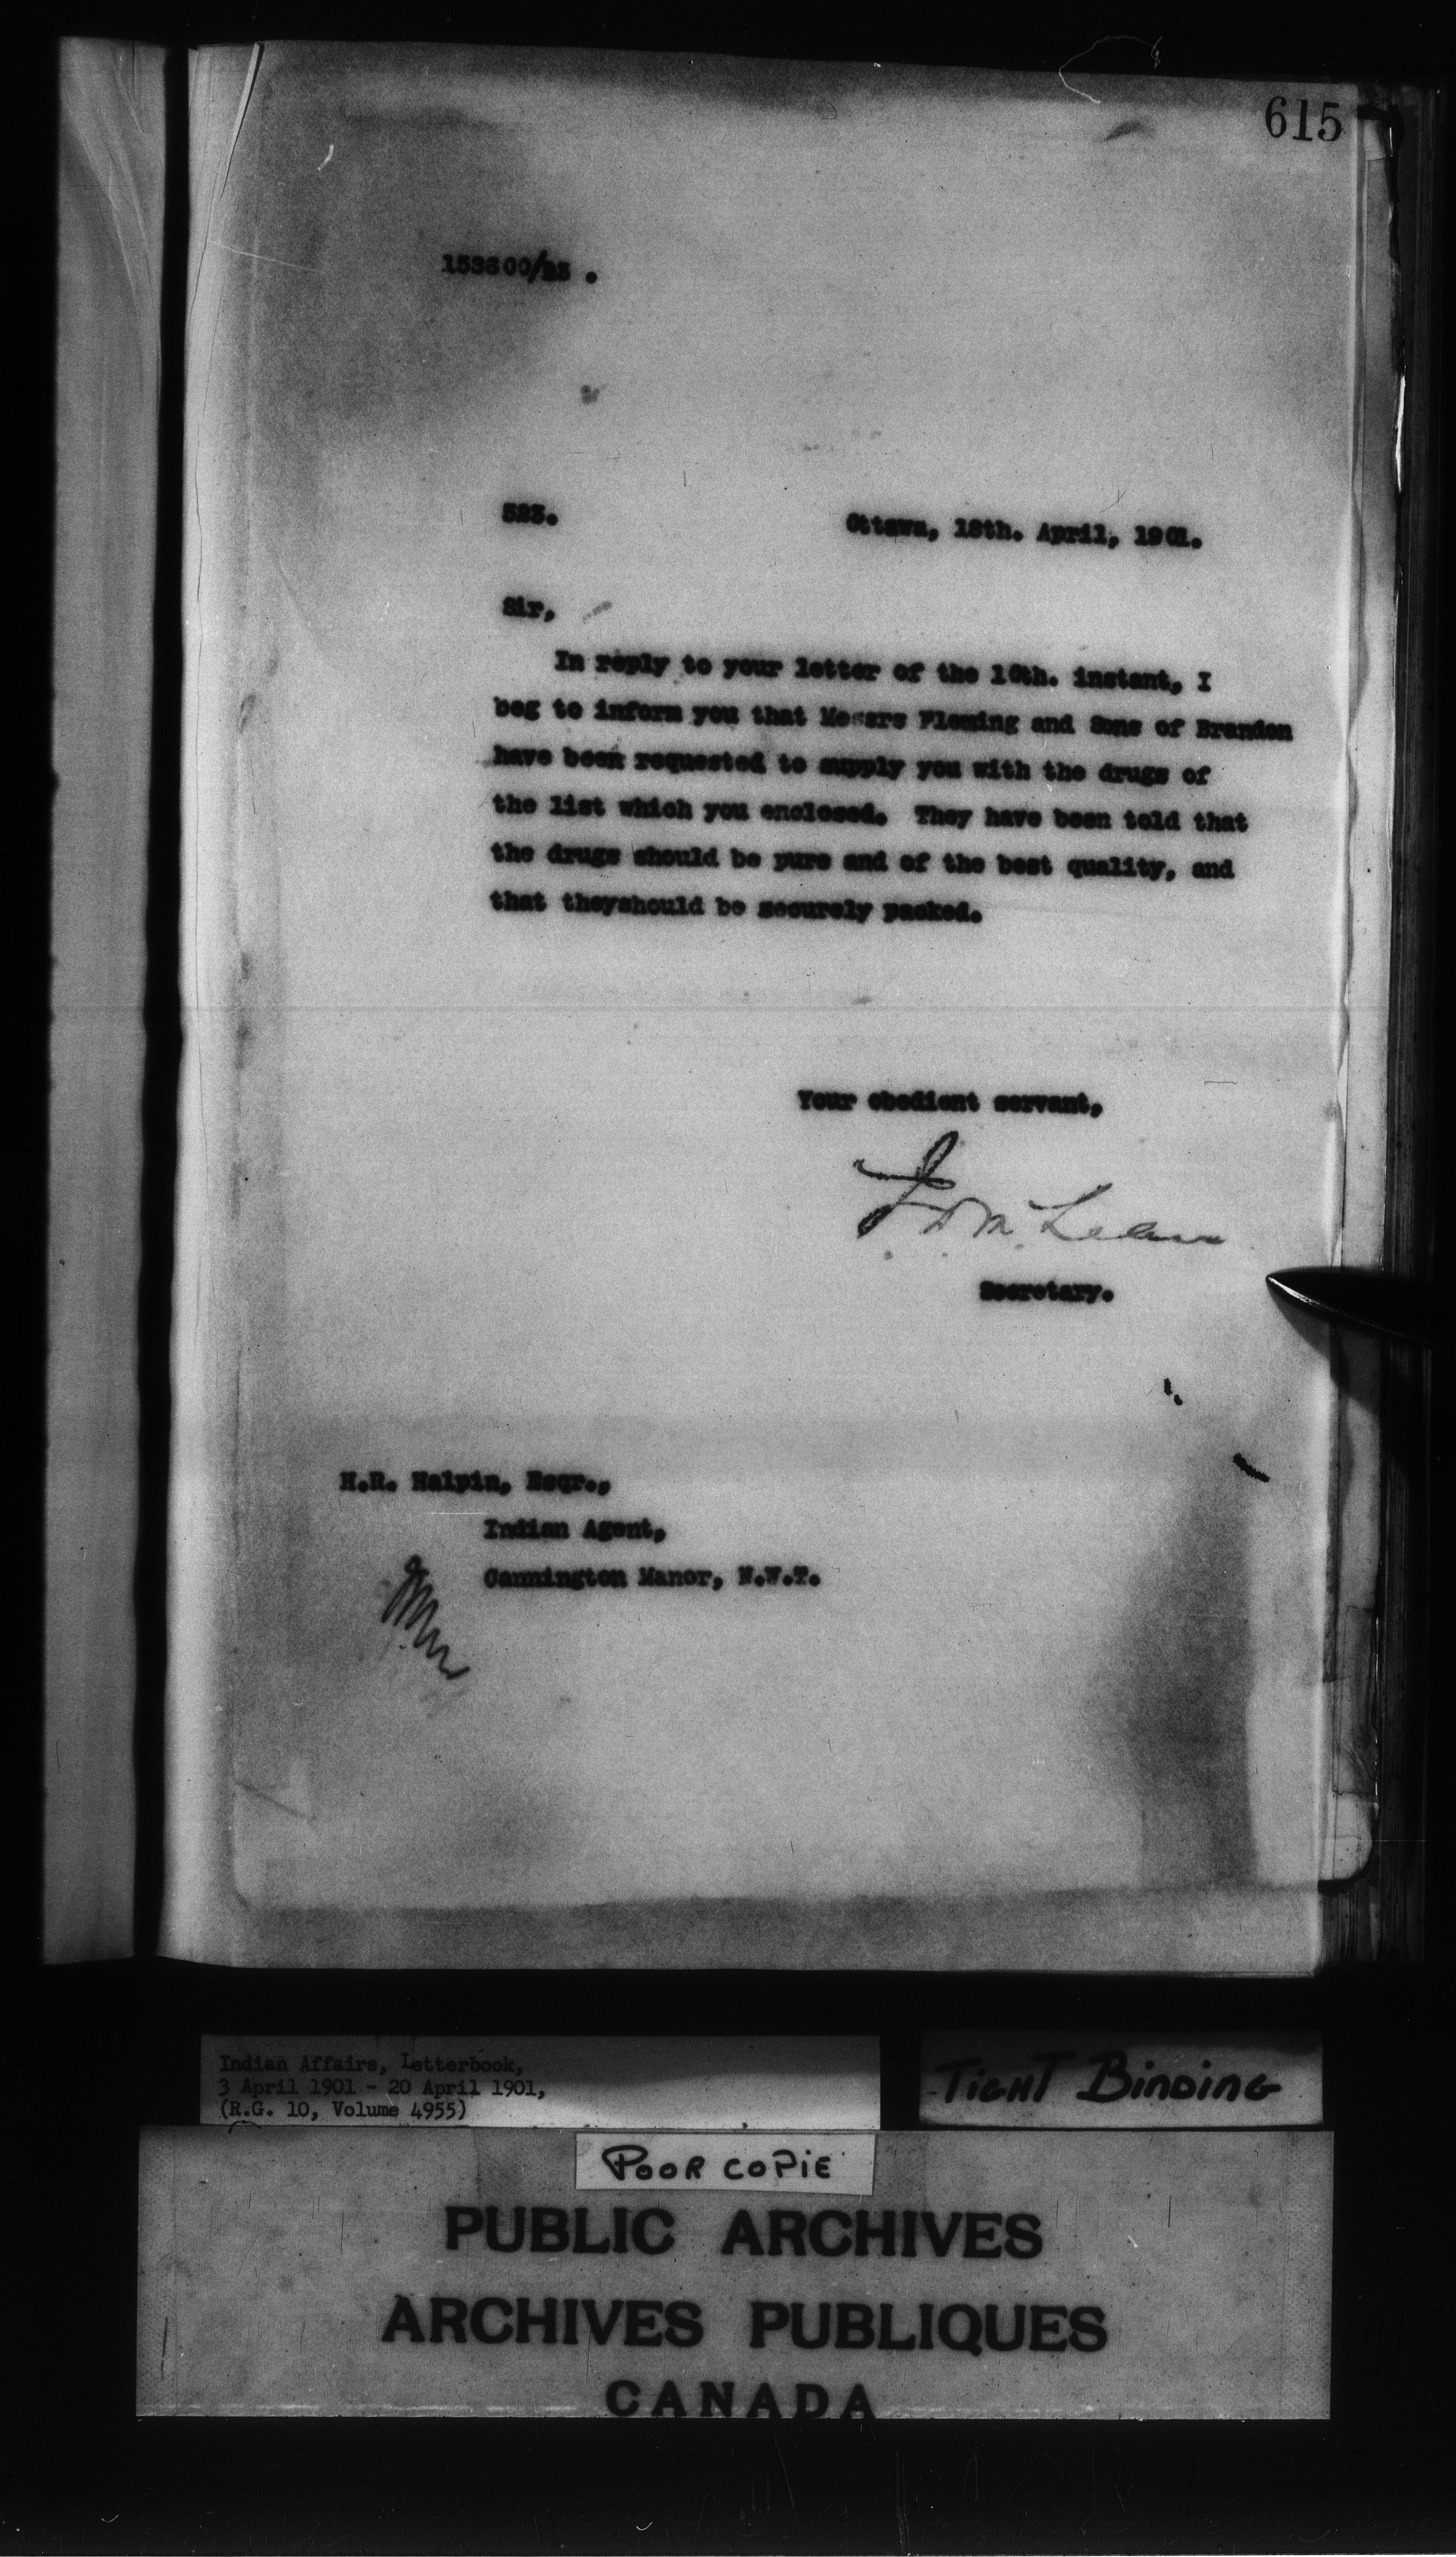 615
153600/23 .
523.
Ottawa, 18th. April, 1901.
Sir,
In reply to your letter of the 10th. instant, I
beg to inform you that Messrs Fleming and Sons of Brandon
have been requested to supply you with the drugs of
the list which you enclosed. They have been told that
the drugs should be pure and of the best quality, and
that theyshould be securely packed.
Your obedient servant,
J D McLean
Secretary.
H.R. Halpin, Esqr.,
Indian Agent,
Cannington Manor, N.W.T.
Indian Affairs, Letterbook,
3 April 1901 - 20 April 1901,
(R.G. 10, Volume 4955)
TIGHT BINDING
POOR COPIE
PUBLIC ARCHIVES
ARCHIVES PUBLIQUES
CANADA